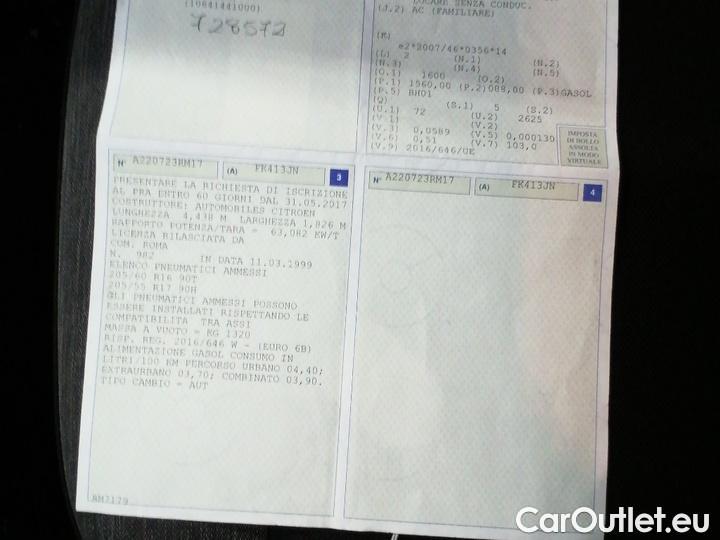 (10641441000)
728572
LOCARE SENZA CONDUC.
(J.2) AC (FAMILIARE)
(K)
e2*2007/46*0356*14
(L) 2 (N.1) (N.2)
(N.3) (N.4) (N.5)
(O.1) 1600 (O.2)
(P.1) 1560,00 (P.2)088,00 (P.3)GASOL
(P.5) BH01
(Q) (S.1) 5 (S.2)
(U.1) 72 (U.2) 2625
(V.1) (V.2)
(V.3) 0,0589 (V.5) 0,000130
(V.6) 0,51 (V.7) 103,0
(V.9) 2016/646/UE
IMPOSTA
DI BOLLO
ASSOLTA
IN MODO
VIRTUALE
N° A220723RM17 (A) FK413JN 3
PRESENTARE LA RICHIESTA DI ISCRIZIONE
AL PRA ENTRO 60 GIORNI DAL 31.05.2017
COSTRUTTORE: AUTOMOBILES CITROEN
LUNGHEZZA 4,438 M LARGHEZZA 1,826 M
RAPPORTO POTENZA/TARA = 63,082 KW/T
LICENZA RILASCIATA DA
COM. ROMA
N. 982 IN DATA 11.03.1999
ELENCO PNEUMATICI AMMESSI
205/60 R16 90T
205/55 R17 90H
GLI PNEUMATICI AMMESSI POSSONO
ESSERE INSTALLATI RISPETTANDO LE
COMPATIBILITA TRA ASSI
MASSA A VUOTO = KG 1320
RISP. REG. 2016/646 W - (EURO 6B)
ALIMENTAZIONE GASOL CONSUMO IN
LITRI/100 KM PERCORSO URBANO 04,40;
EXTRAURBANO 03,70; COMBINATO 03,90.
TIPO CAMBIO = AUT
RM7179
N° A220723RM17 (A) FK413JN 4
CarOutlet.eu